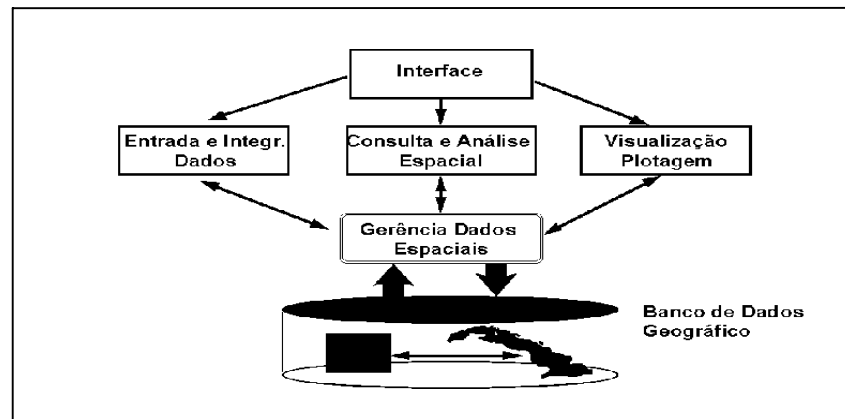 Interface
Entrada e Integr.
Dados
Consulta e Análise
Espacial
Visualização
Plotagem
Gerência Dados
Espaciais
Banco de Dados
Geográfico